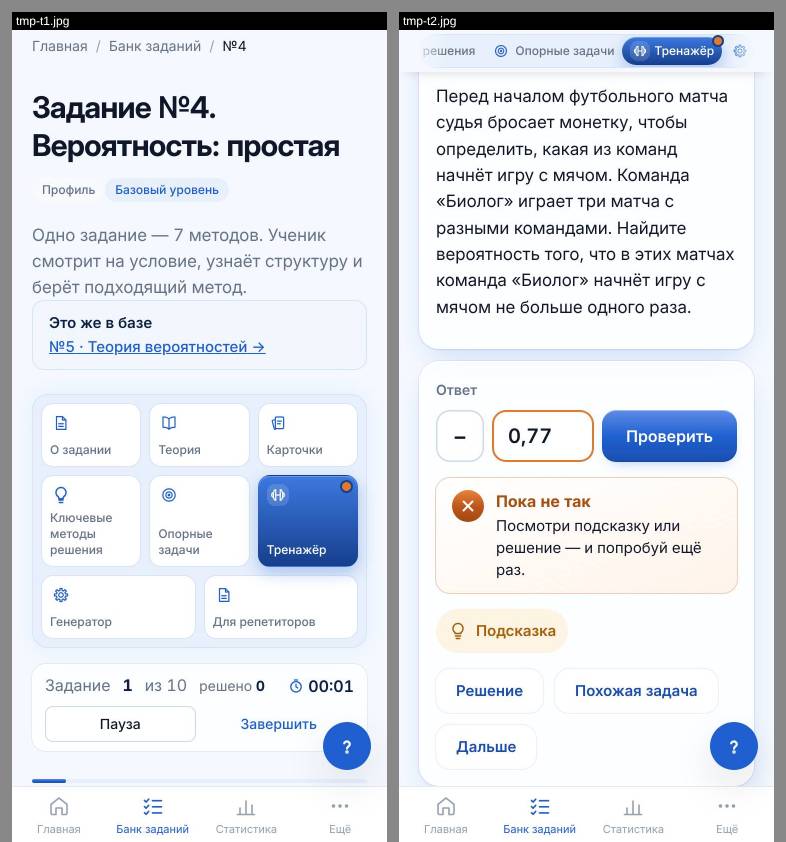 tmp-t1.jpg
Главная / Банк заданий / №4
Задание №4.
Вероятность: простая
Профиль Базовый уровень
Одно задание — 7 методов. Ученик
смотрит на условие, узнаёт структуру и
берёт подходящий метод.
Это же в базе
№5 · Теория вероятностей →
О задании
Теория
Карточки
Ключевые
методы
решения
Опорные
задачи
Тренажёр
Генератор
Для репетиторов
Задание 1 из 10 решено 0 00:01
Пауза
Завершить
?
Главная
Банк заданий
Статистика
Ещё
tmp-t2.jpg
решения Опорные задачи Тренажёр
Перед началом футбольного матча
судья бросает монетку, чтобы
определить, какая из команд
начнёт игру с мячом. Команда
«Биолог» играет три матча с
разными командами. Найдите
вероятность того, что в этих матчах
команда «Биолог» начнёт игру с
мячом не больше одного раза.
Ответ
– 0,77 Проверить
Пока не так
Посмотри подсказку или
решение — и попробуй ещё
раз.
Подсказка
Решение
Похожая задача
Дальше
?
Главная
Банк заданий
Статистика
Ещё